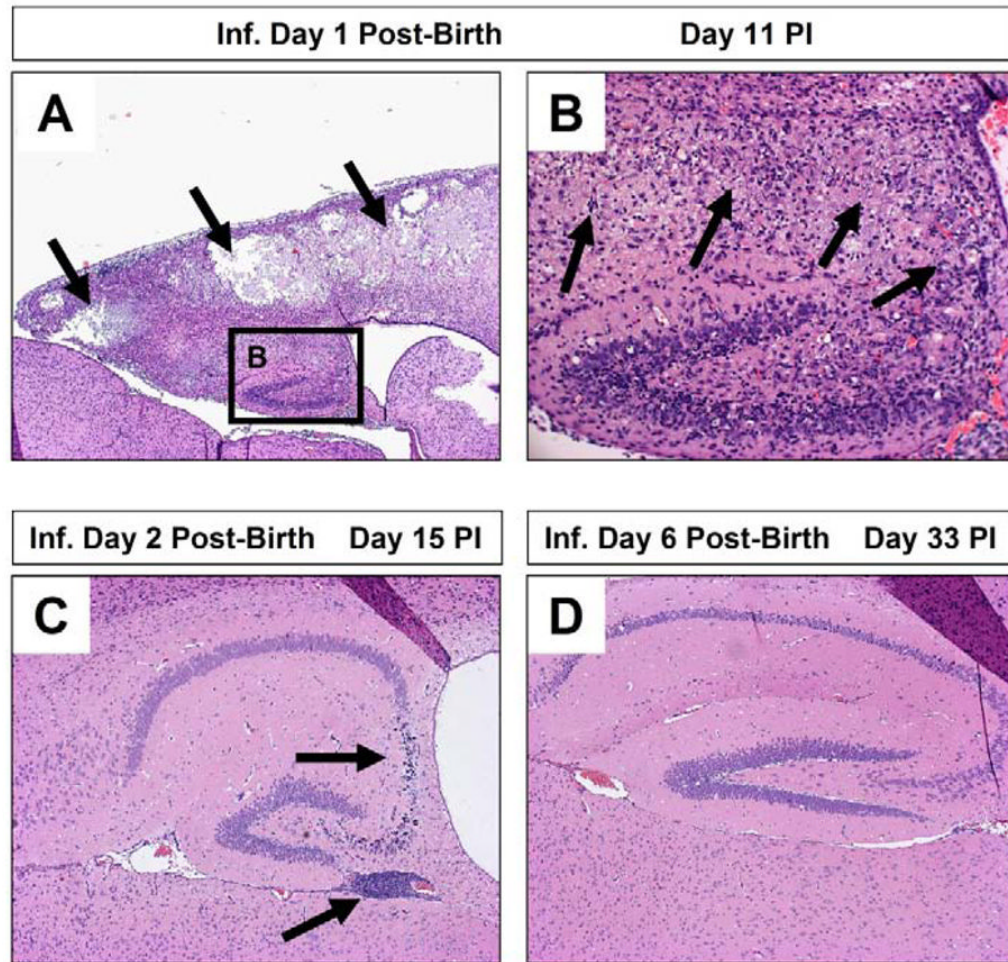 Inf. Day 1 Post-Birth Day 11 PI
A
B
B
Inf. Day 2 Post-Birth Day 15 PI
Inf. Day 6 Post-Birth Day 33 PI
C
D